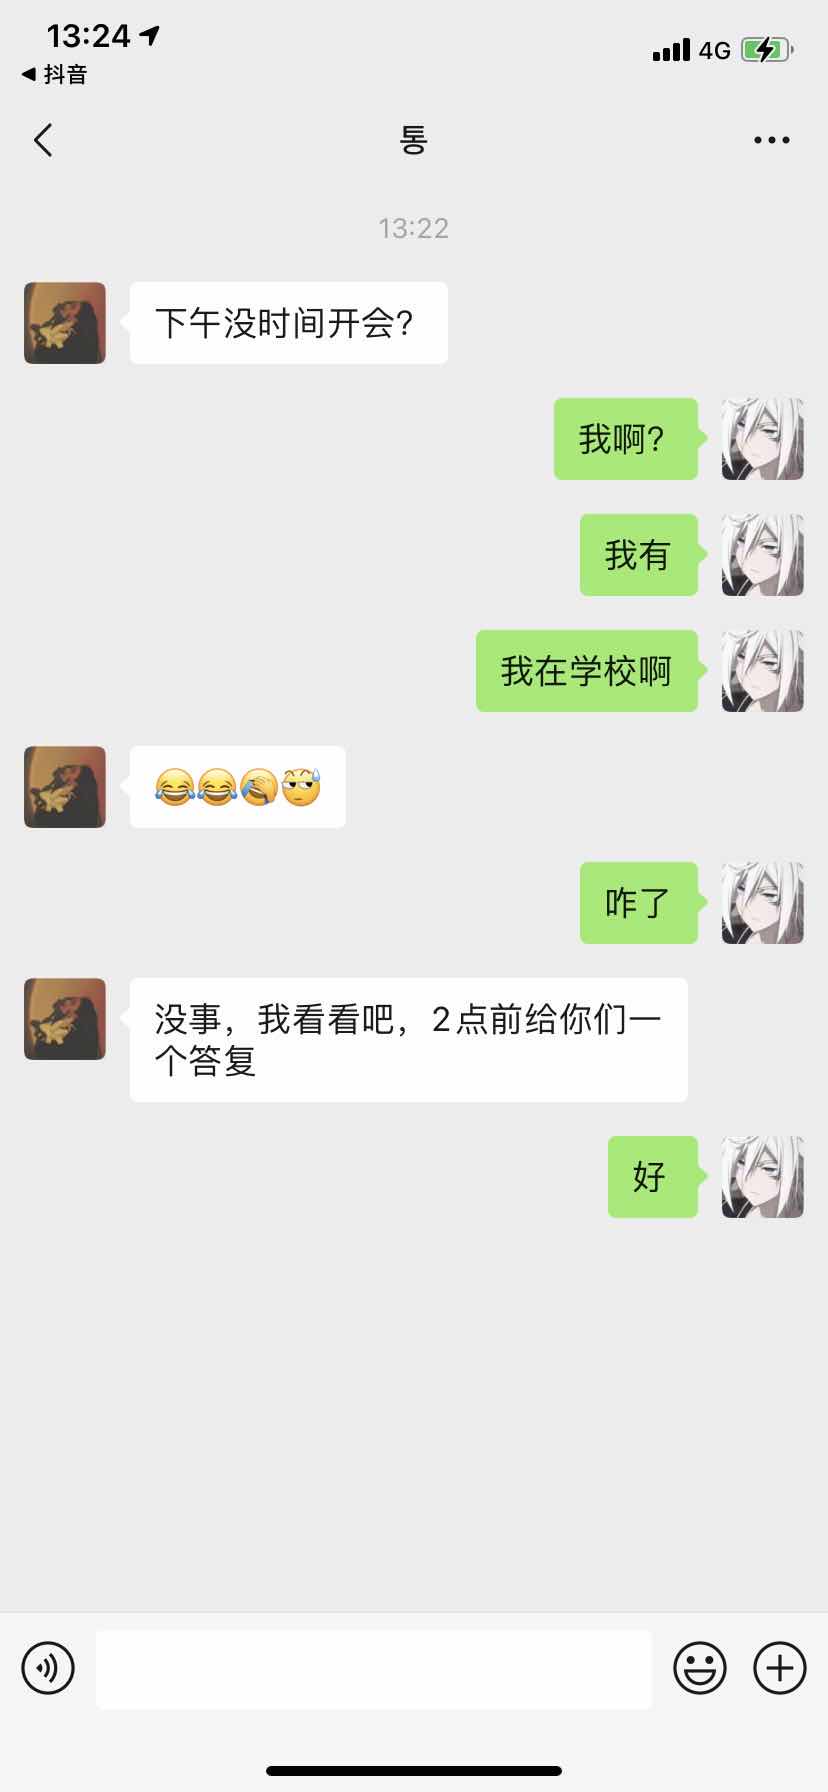 13:24
4G
抖音
통
13:22
下午没时间开会?
我啊?
我有
我在学校啊
😂😂🤦😅
咋了
没事，我看看吧，2点前给你们一
个答复
好